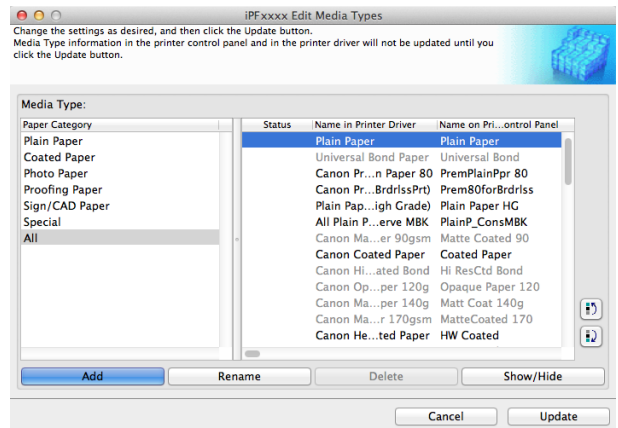 iPFxxxx Edit Media Types
Change the settings as desired, and then click the Update button.
Media Type information in the printer control panel and in the printer driver will not be updated until you
click the Update button.
Media Type:
Paper Category Status Name in Printer Driver Name on Pri...ontrol Panel
Plain Paper Plain Paper Plain Paper
Coated Paper Universal Bond Paper Universal Bond
Photo Paper Canon Pr...n Paper 80 PremPlainPpr 80
Proofing Paper Canon Pr...BrdrlssPrt) Prem80forBrdrlss
Sign/CAD Paper Plain Pap...igh Grade) Plain Paper HG
Special All Plain P...erve MBK PlainP_ConsMBK
All Canon Ma...er 90gsm Matte Coated 90
Canon Coated Paper Coated Paper
Canon Hi...ated Bond Hi ResCtd Bond
Canon Op...per 120g Opaque Paper 120
Canon Ma...per 140g Matt Coat 140g
Canon Ma...r 170gsm MatteCoated 170
Canon He...ted Paper HW Coated
Add Rename Delete Show/Hide
Cancel Update